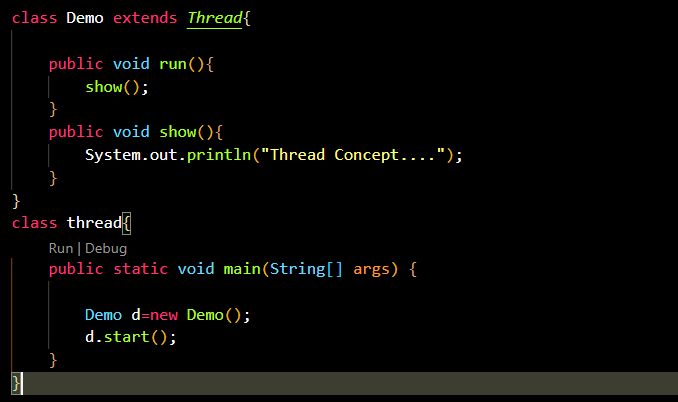 class Demo extends Thread{
public void run(){
show();
}
public void show(){
System.out.println("Thread Concept....");
}
}
class thread{
Run | Debug
public static void main(String[] args) {
Demo d=new Demo();
d.start();
}
}